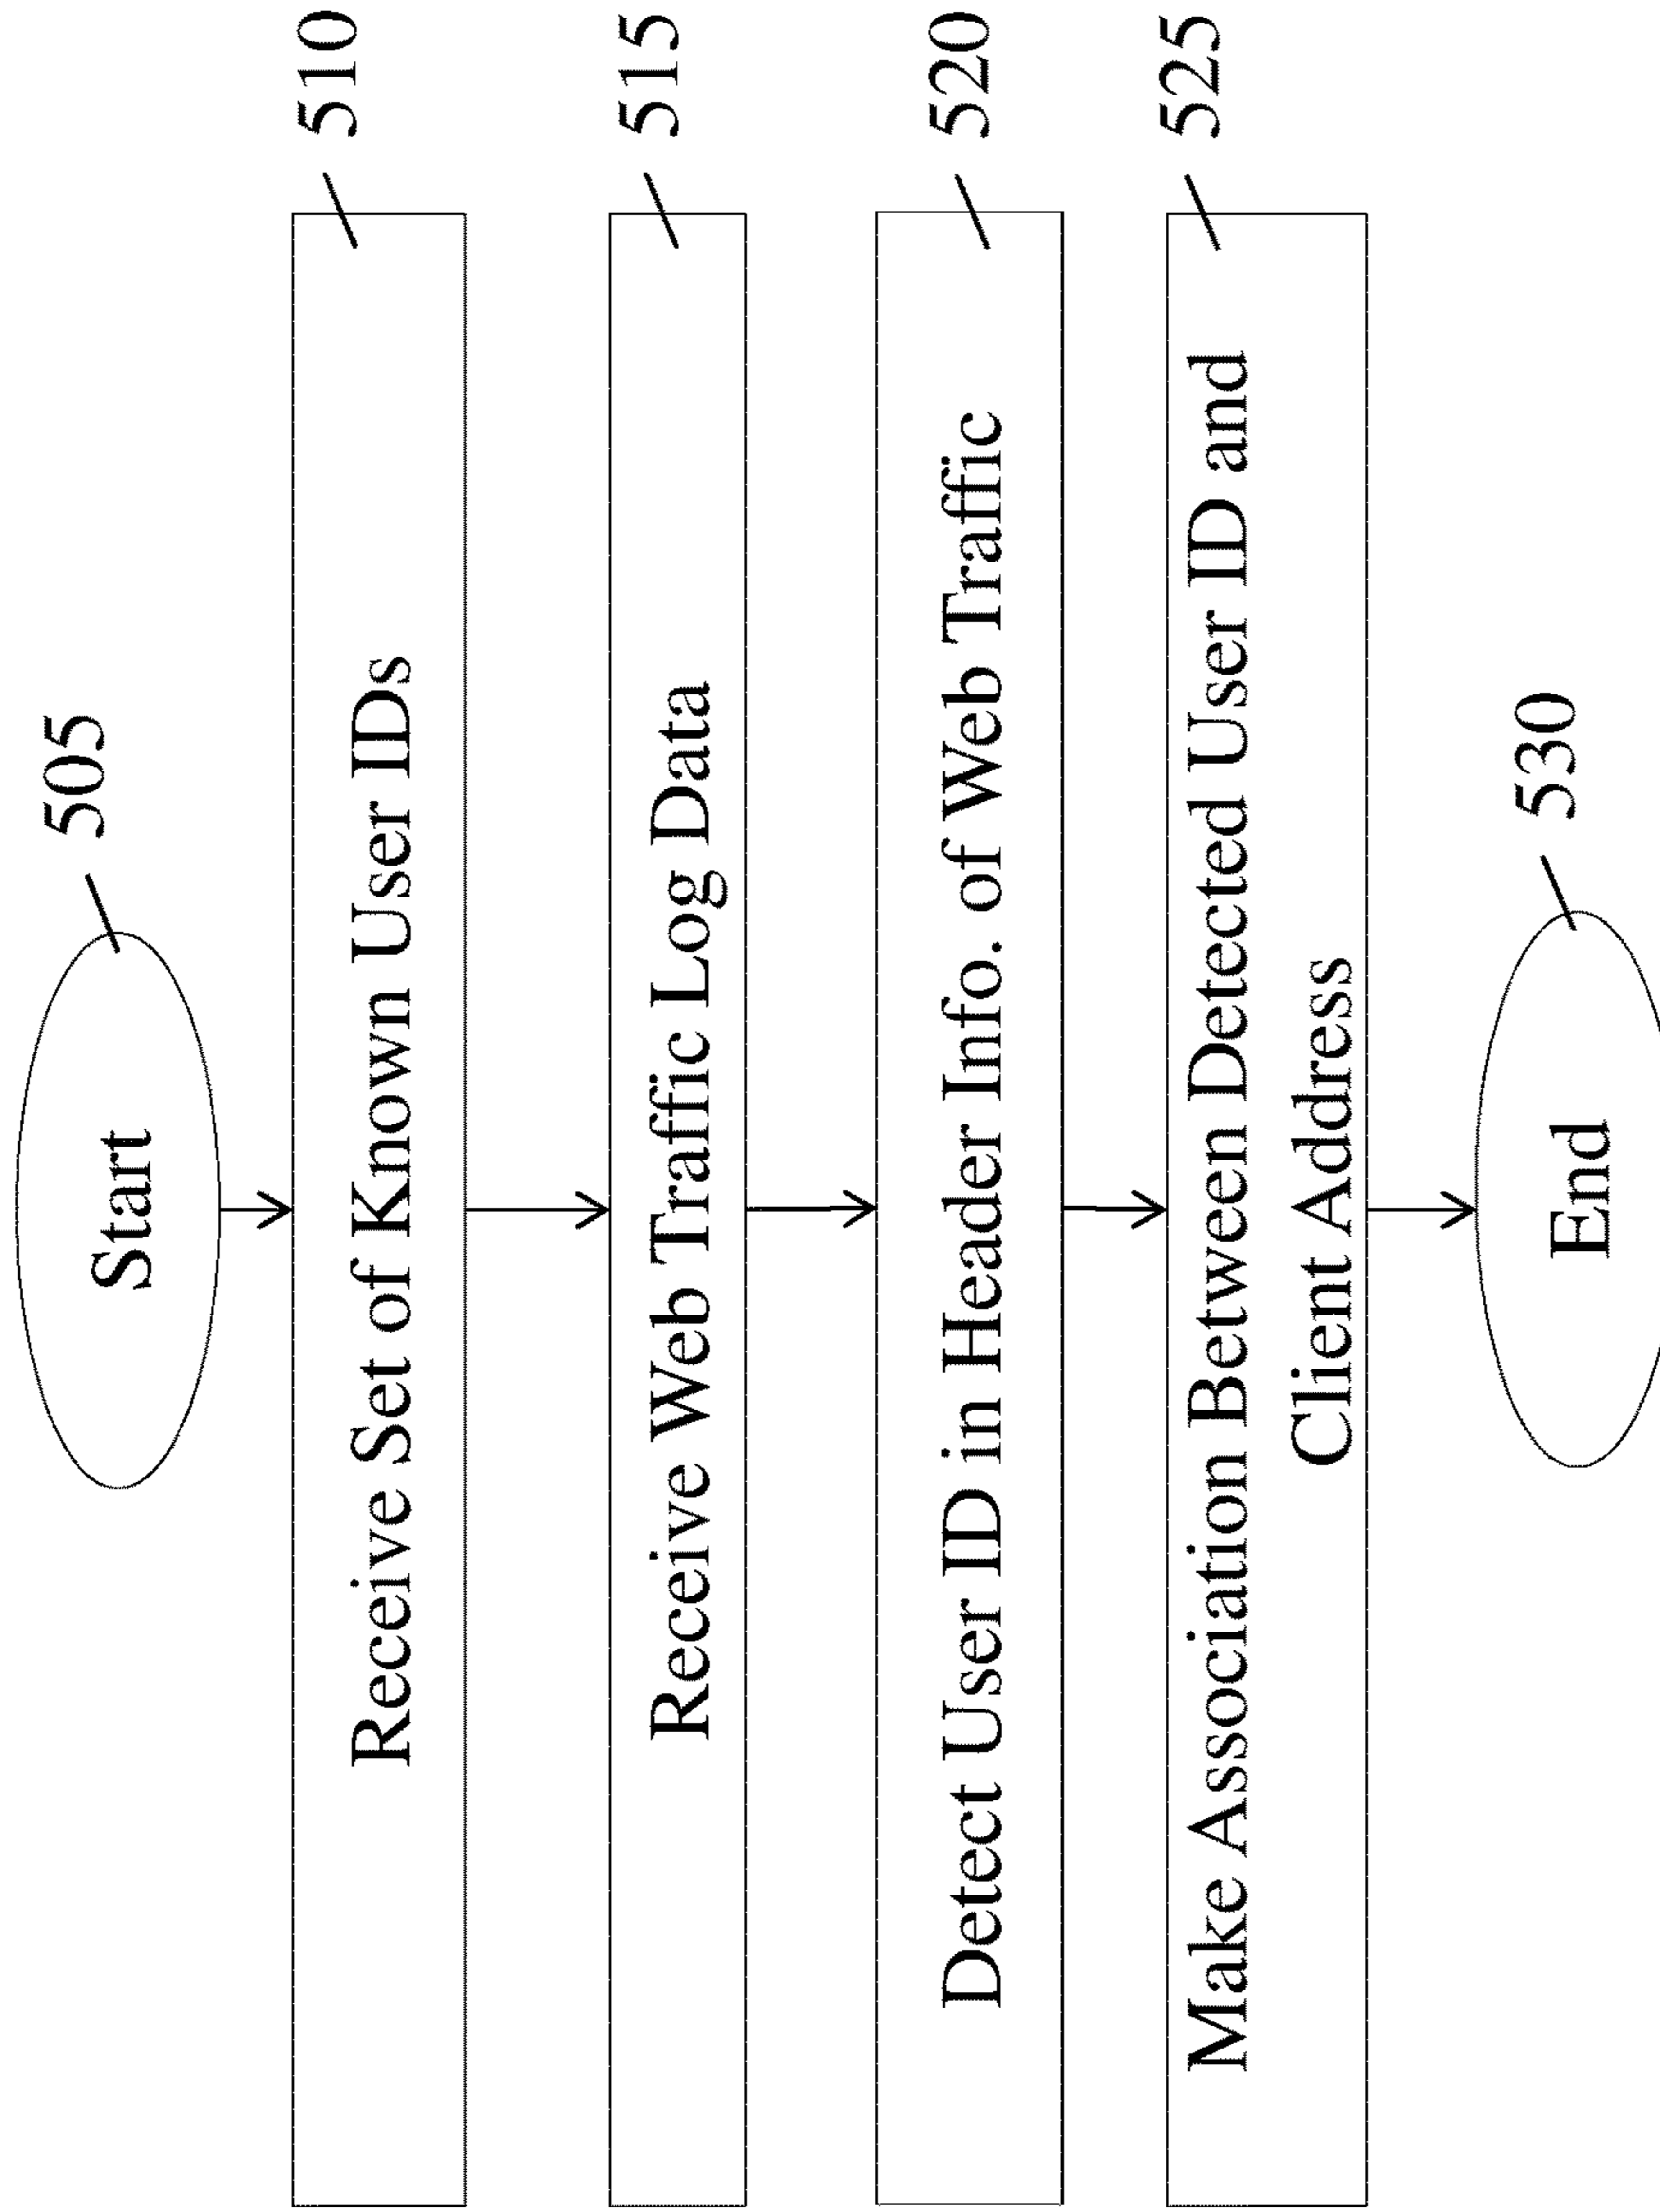 505
Start
510
Receive Set of Known User IDs
515
Receive Web Traffic Log Data
520
Detect User ID in Header Info. of Web Traffic
525
Make Association Between Detected User ID and
Client Address
530
End